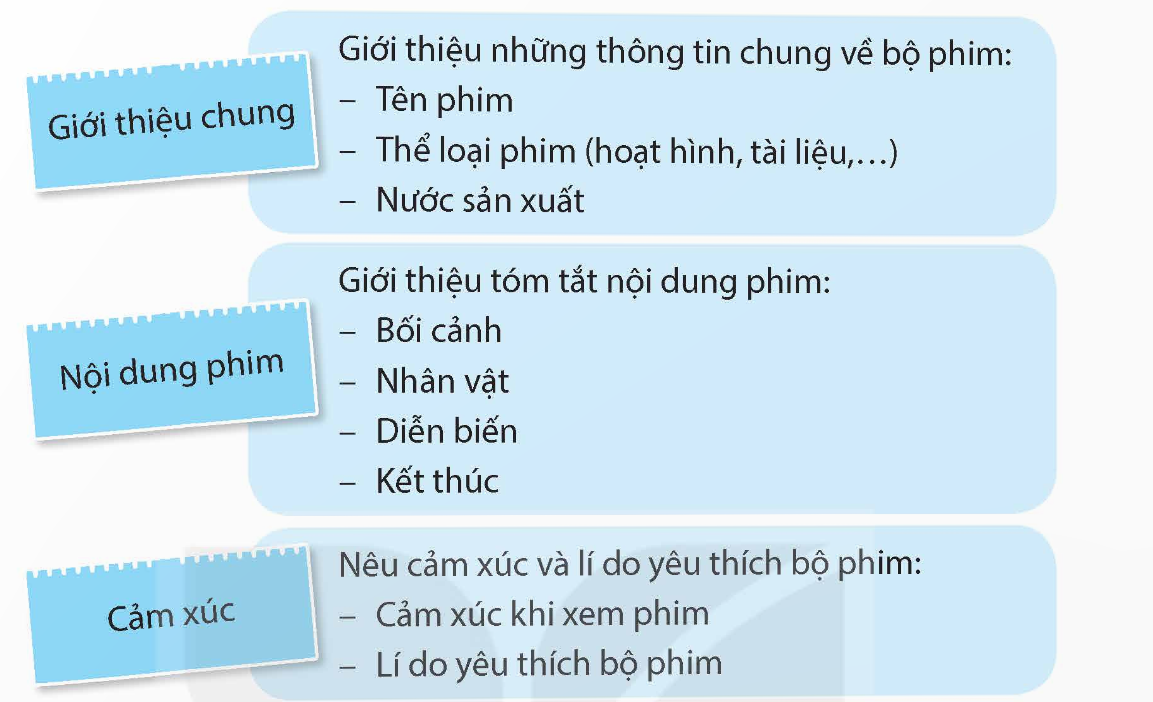 Giới thiệu chung
Giới thiệu những thông tin chung về bộ phim:
– Tên phim
– Thể loại phim (hoạt hình, tài liệu,...)
– Nước sản xuất
Nội dung phim
Giới thiệu tóm tắt nội dung phim:
– Bối cảnh
– Nhân vật
– Diễn biến
– Kết thúc
Cảm xúc
Nêu cảm xúc và lí do yêu thích bộ phim:
– Cảm xúc khi xem phim
– Lí do yêu thích bộ phim